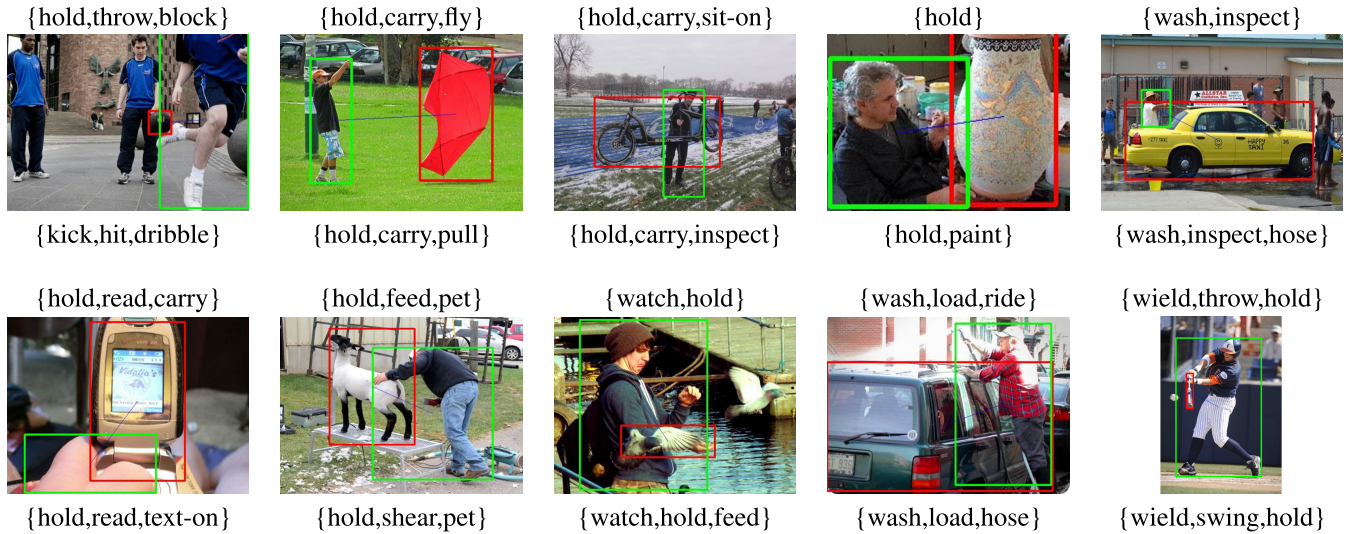 {hold,throw,block} {hold,carry,fly} {hold,carry,sit-on} {hold} {wash,inspect}
ALLSTAR
HAPPY
TAXI
36
{kick,hit,dribble} {hold,carry,pull} {hold,carry,inspect} {hold,paint} {wash,inspect,hose}
{hold,read,carry} {hold,feed,pet} {watch,hold} {wash,load,ride} {wield,throw,hold}
Vidalia's
{hold,read,text-on} {hold,shear,pet} {watch,hold,feed} {wash,load,hose} {wield,swing,hold}